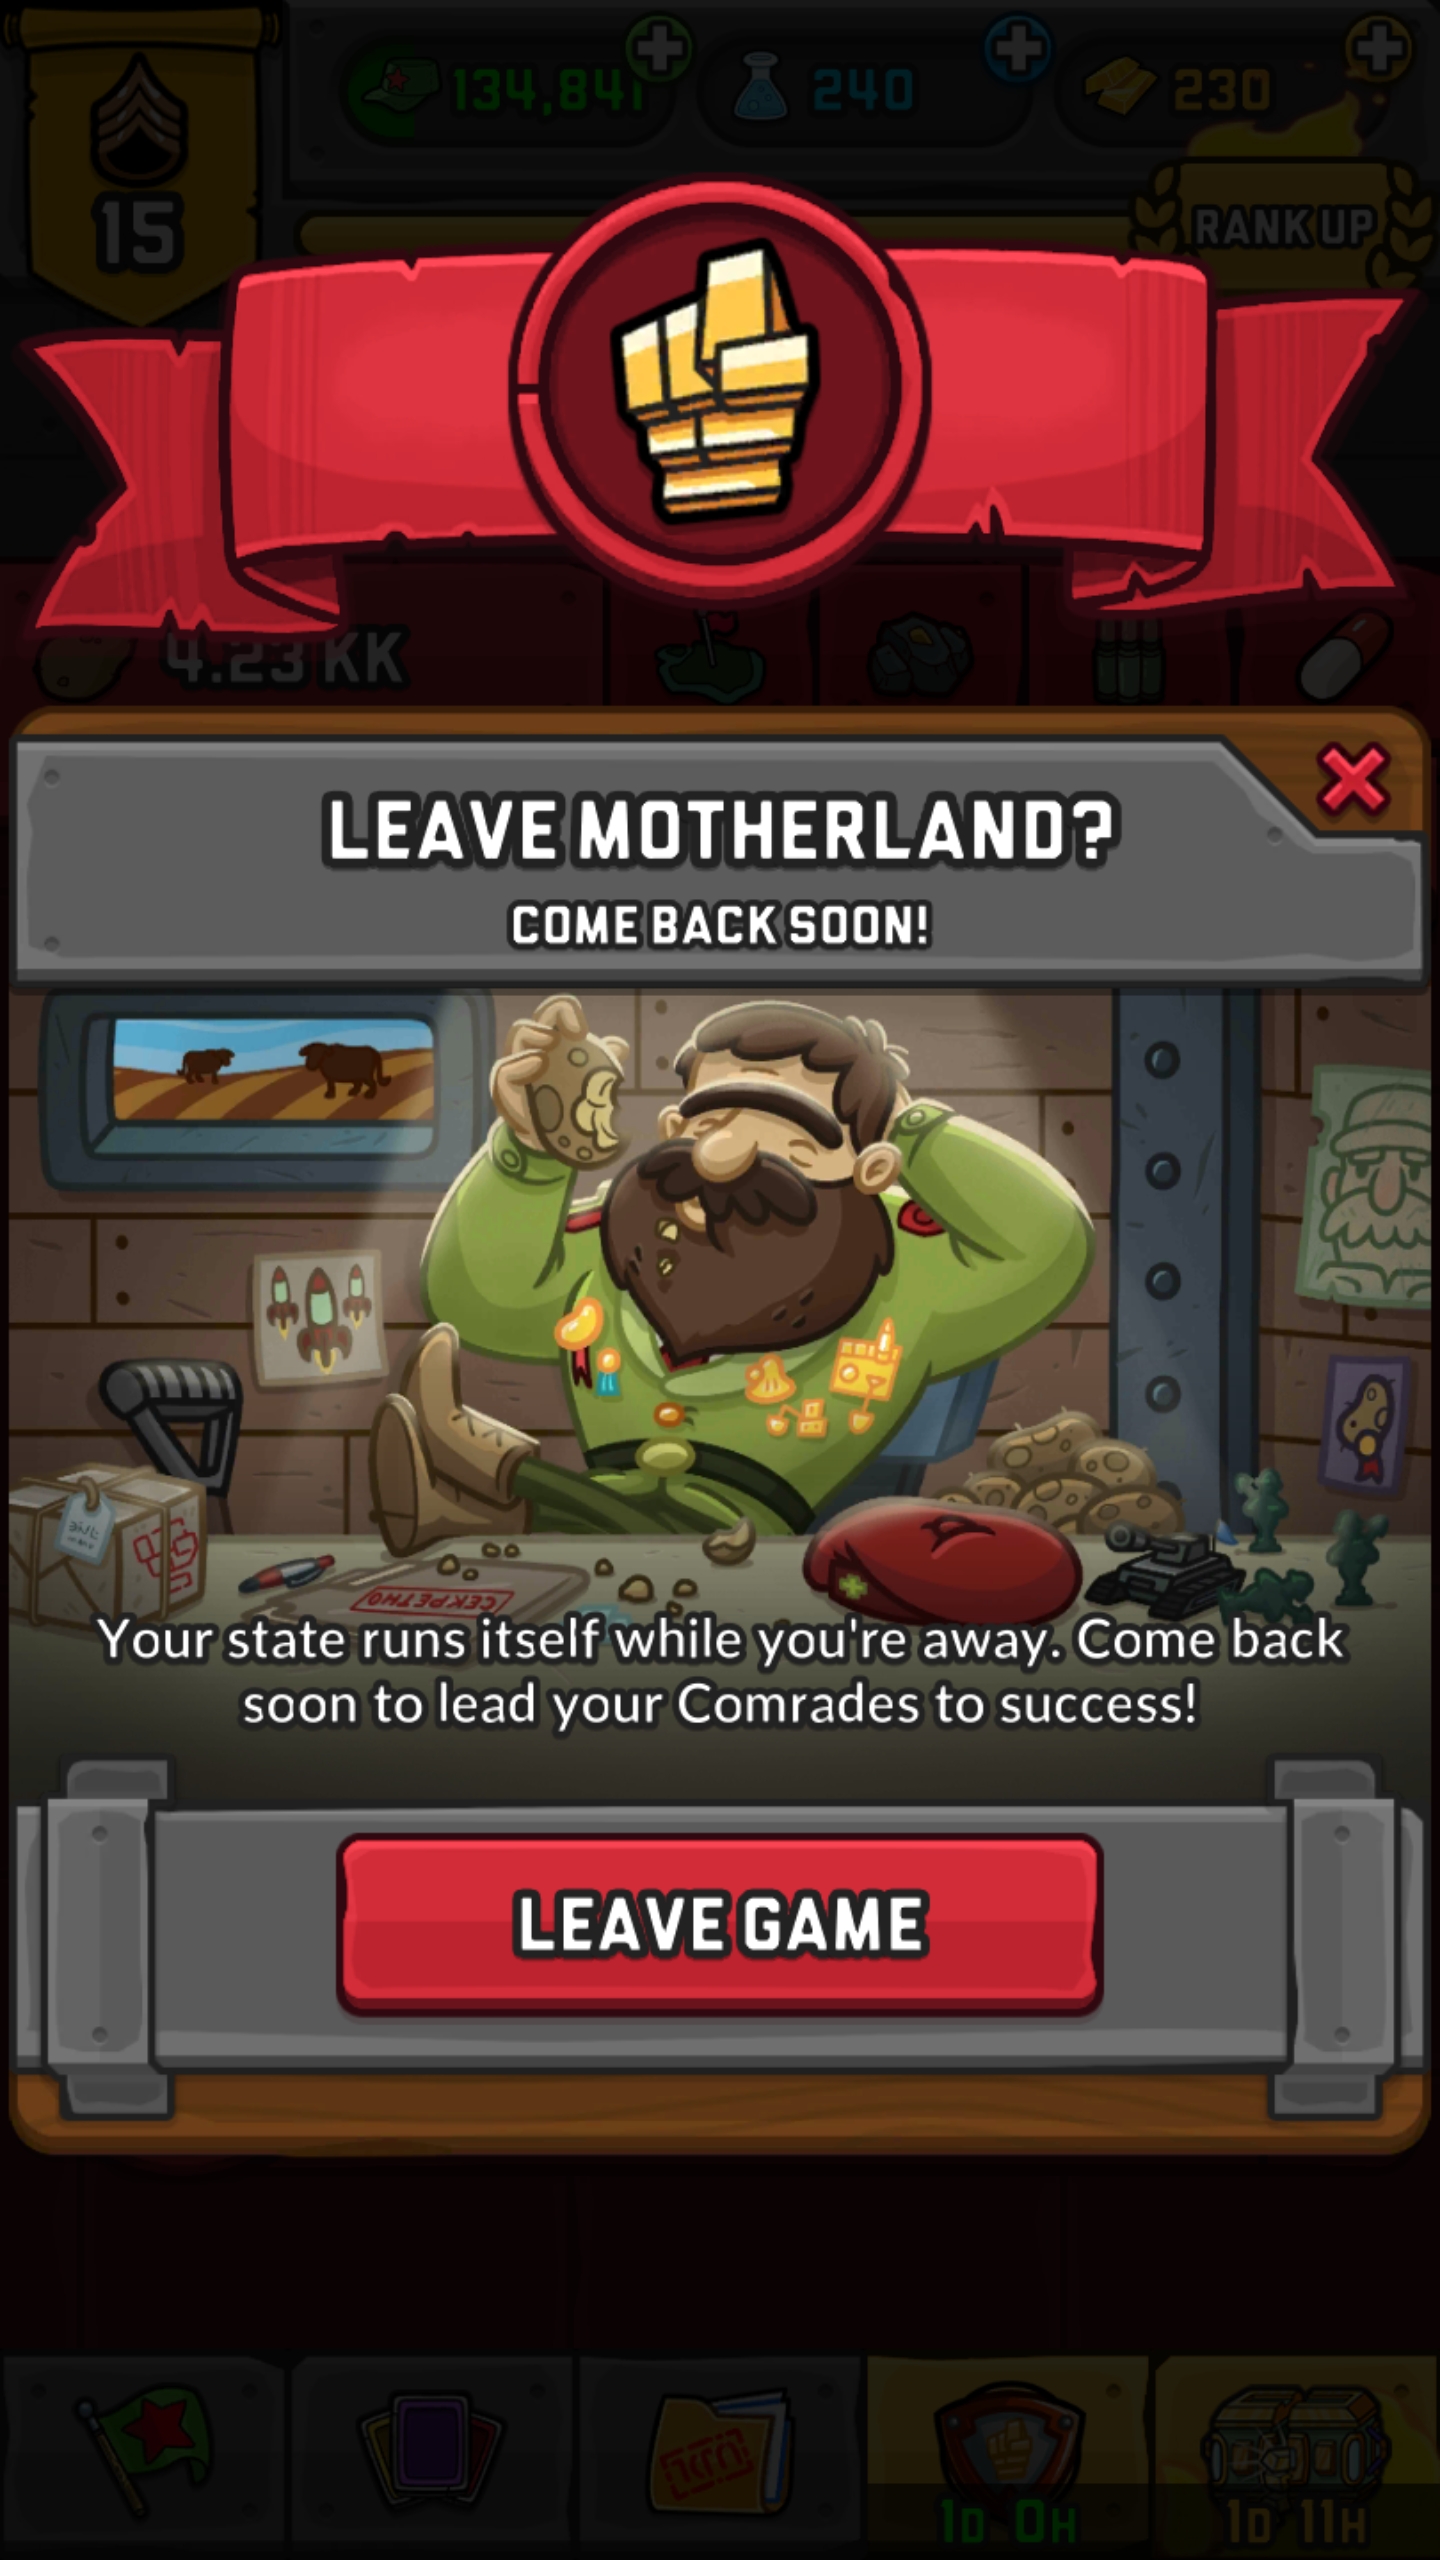 134,841
240
230
15
RANK UP
4.23 KK
LEAVE MOTHERLAND?
COME BACK SOON!
СЕКРЕТНО
Your state runs itself while you're away. Come back
soon to lead your Comrades to success!
LEAVE GAME
1D 0H
1D 11H